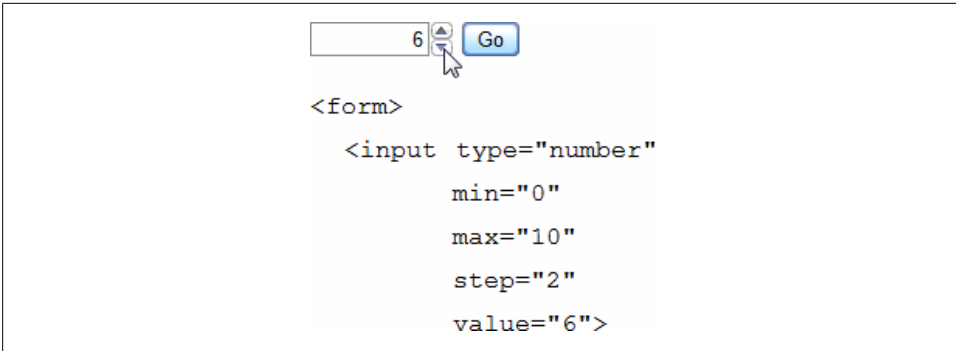 6 Go
<form>
<input type="number"
min="0"
max="10"
step="2"
value="6">